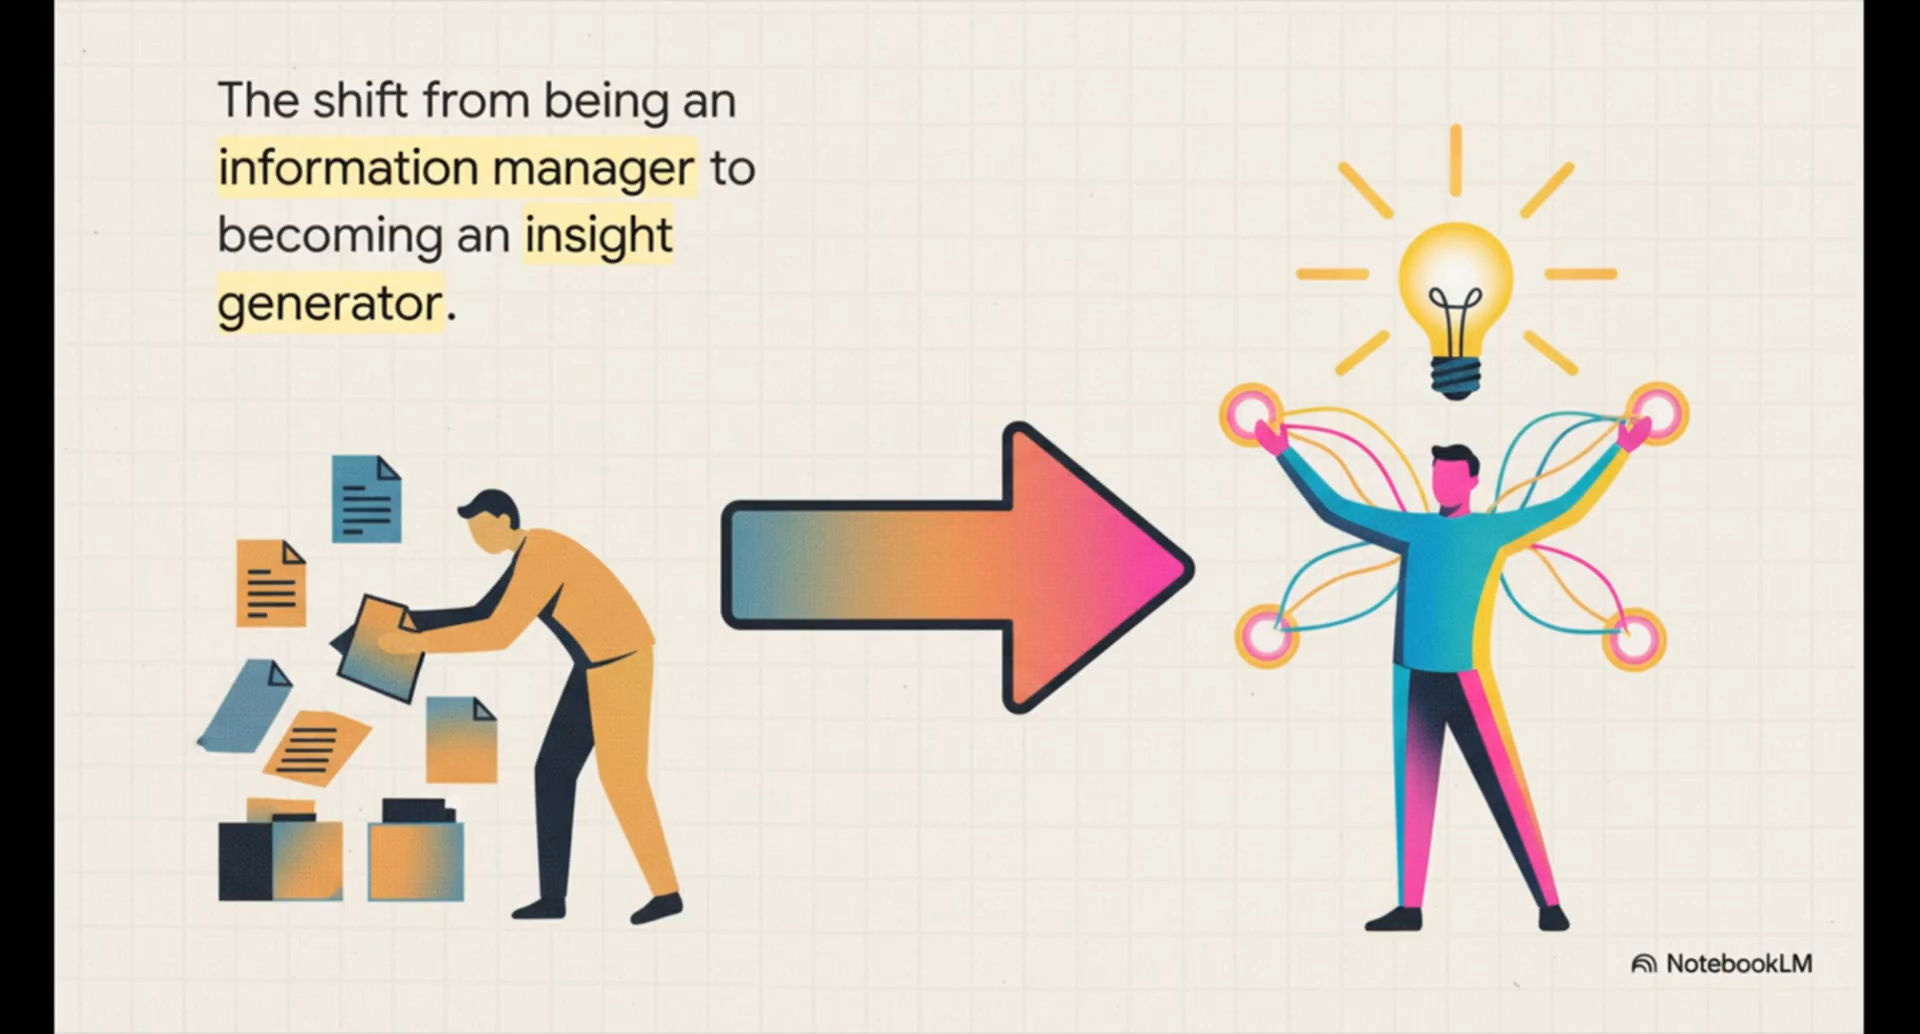 The shift from being an
information manager to
becoming an insight
generator.
NotebookLM